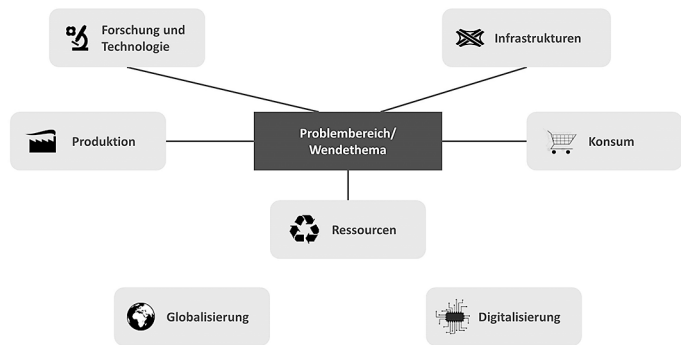 Forschung und
Technologie
Infrastrukturen
Produktion
Problembereich/
Wendethema
Konsum
Ressourcen
Globalisierung
Digitalisierung